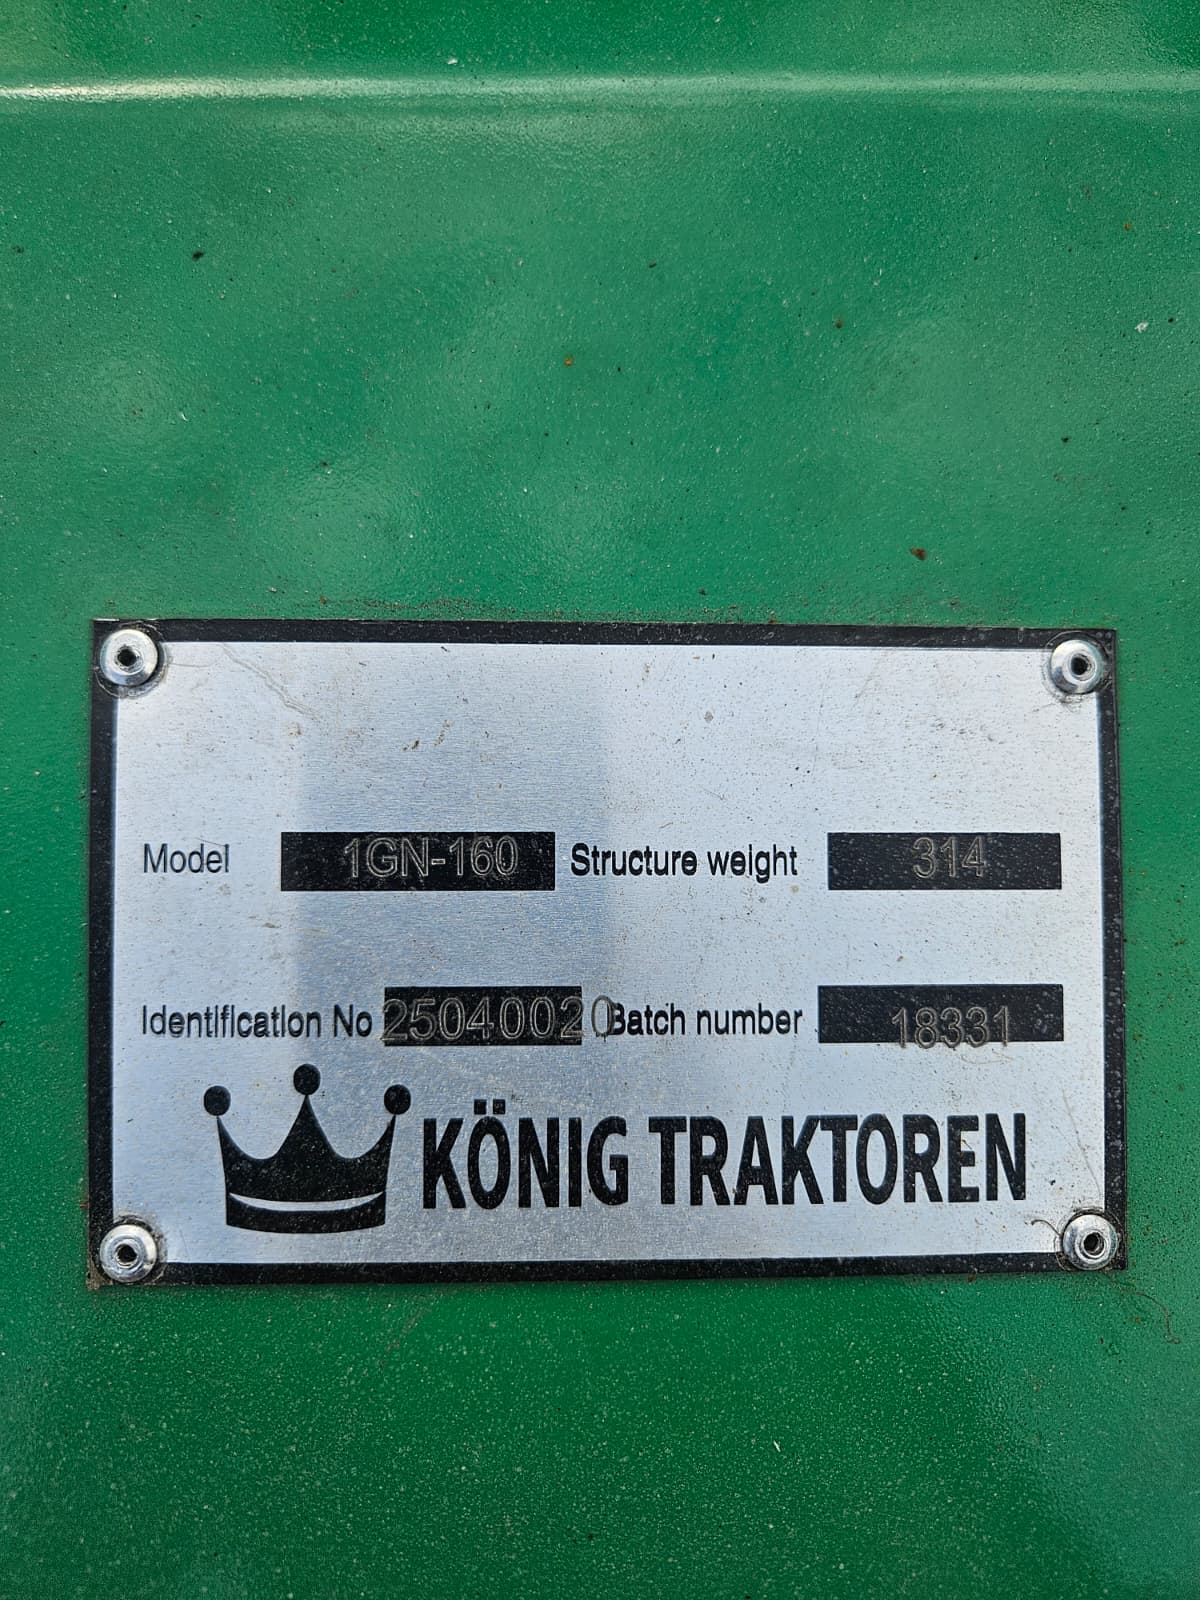 Model 1GN-160 Structure weight 314
Identification No 25040020 Batch number 18331
KÖNIG TRAKTOREN